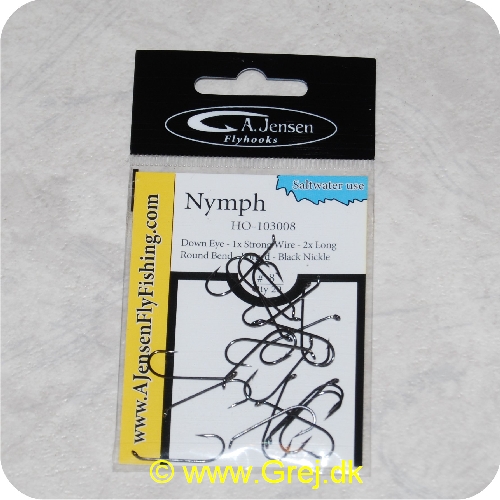 A.Jensen
Flyhooks
Saltwater use
Nymph
HO-103008
Down Eye - 1x Strong Wire - 2x Long
Round Bend - - Black Nickle
8
www.AJensenFlyFishing.com
© www.Grej.dk